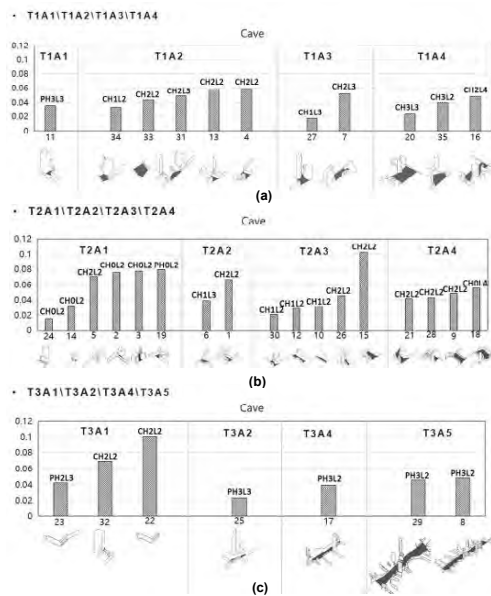 • T1A1\T1A2\T1A3\T1A4
Cave
0.12
0.1
0.08
0.06
0.04
0.02
0
T1A1 T1A2 T1A3 T1A4
PH3L3 CH1L2 CH2L2 CH2L3 CH2L2 CH2L2 CH1L3 CH2L3 CH3L3 CH3L2 CH2L4
11 34 33 31 13 4 27 7 20 35 16
(a)
• T2A1\T2A2\T2A3\T2A4
Cave
0.12
0.1
0.08
0.06
0.04
0.02
0
T2A1 T2A2 T2A3 T2A4
CH0L2 CH0L2 CH2L2 CH0L2 CH0L2 PH0L2 CH1L3 CH2L2 CH1L2 CH1L2 CH1L2 CH2L2 CH2L2 CH2L2 CH2L2 CH2L2 CH0L4
24 14 5 2 3 19 6 1 30 12 10 26 15 21 28 9 18
(b)
• T3A1\T3A2\T3A4\T3A5
Cave
0.12
0.1
0.08
0.06
0.04
0.02
0
T3A1 T3A2 T3A4 T3A5
PH2L3 CH2L2 CH2L2 PH3L3 PH3L2 PH3L2 PH3L2
23 32 22 25 17 29 8
(c)